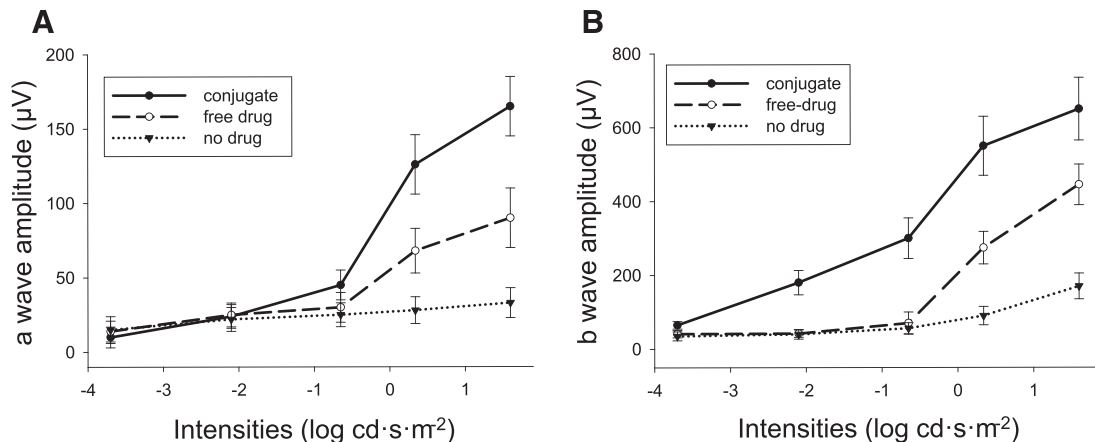 A
a wave amplitude (µV)
200
150
100
50
0
conjugate
free drug
no drug
-4 -3 -2 -1 0 1
Intensities (log cd·s·m-2)
B
b wave amplitude (µV)
800
600
400
200
0
conjugate
free-drug
no drug
-4 -3 -2 -1 0 1
Intensities (log cd·s·m-2)